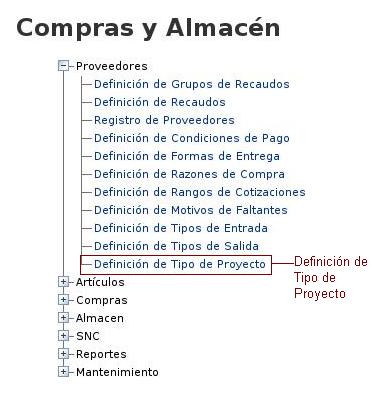 Compras y Almacén
Proveedores
Definición de Grupos de Recaudos
Definición de Recaudos
Registro de Proveedores
Definición de Condiciones de Pago
Definición de Formas de Entrega
Definición de Razones de Compra
Definición de Rangos de Cotizaciones
Definición de Motivos de Faltantes
Definición de Tipos de Entrada
Definición de Tipos de Salida
Definición de Tipo de Proyecto
Definición de
Tipo de
Proyecto
Artículos
Compras
Almacen
SNC
Reportes
Mantenimiento